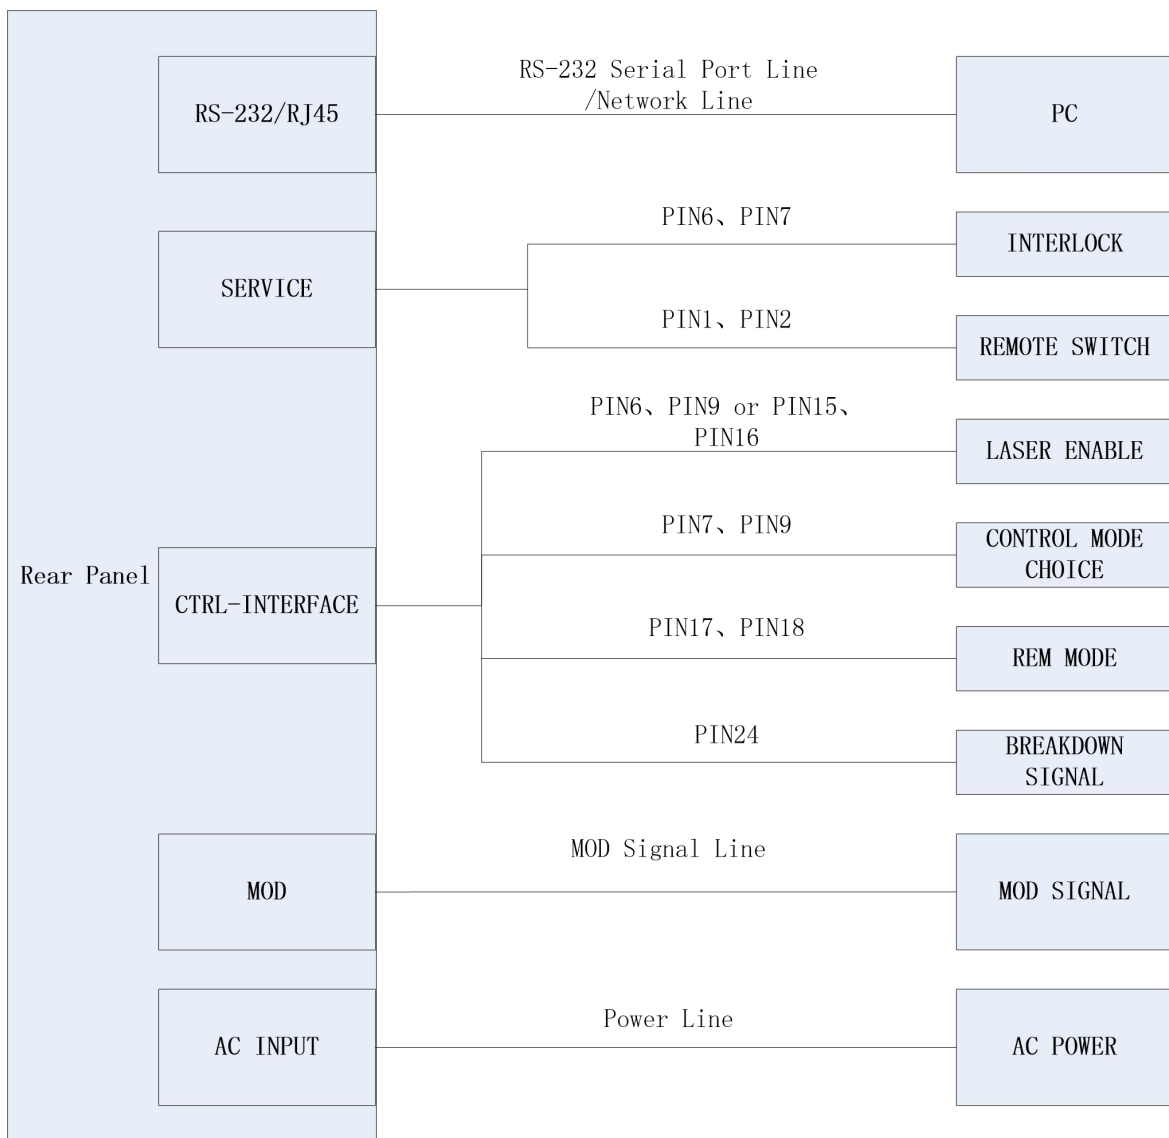 RS-232 Serial Port Line
/Network Line
RS-232/RJ45
PC
PIN6、PIN7
INTERLOCK
SERVICE
PIN1、PIN2
REMOTE SWITCH
PIN6、PIN9 or PIN15、
PIN16
LASER ENABLE
PIN7、PIN9
CONTROL MODE
CHOICE
Rear Panel
CTRL-INTERFACE
PIN17、PIN18
REM MODE
PIN24
BREAKDOWN
SIGNAL
MOD Signal Line
MOD
MOD SIGNAL
Power Line
AC INPUT
AC POWER